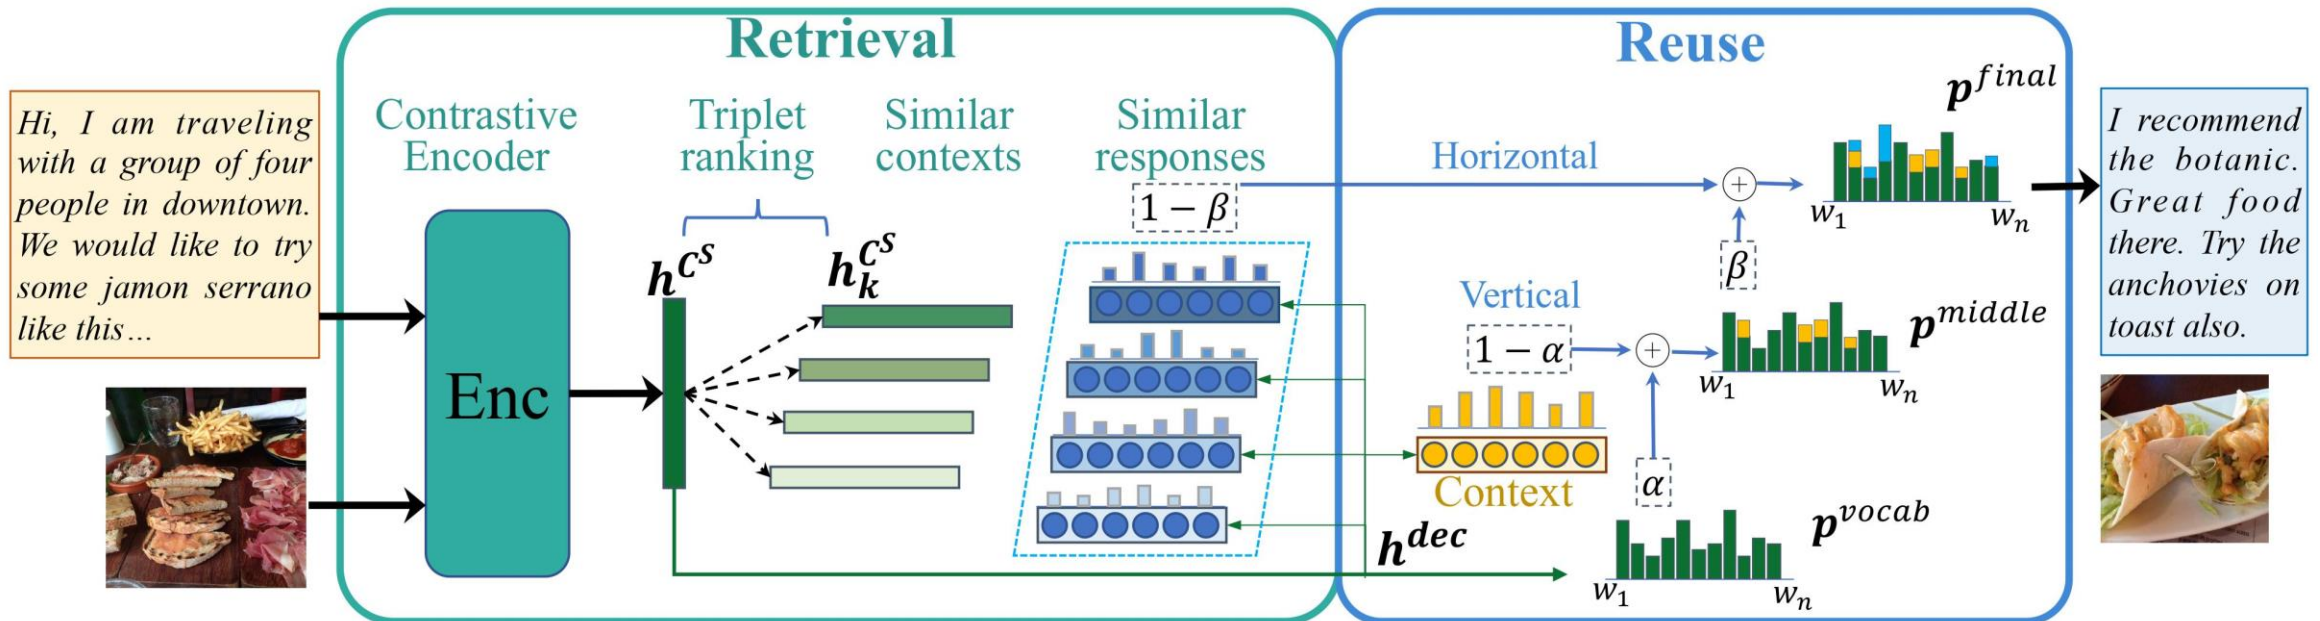 Retrieval
Reuse
Hi, I am traveling
with a group of four
people in downtown.
We would like to try
some jamon serrano
like this...
Contrastive
Encoder
Triplet
ranking
Similar
contexts
Similar
responses
Enc
h^{C^S}
h_k^{C^S}
1 − β
Horizontal
+
β
p^{final}
w_1
w_n
Vertical
1 − α
+
α
p^{middle}
w_1
w_n
Context
h^{dec}
p^{vocab}
w_1
w_n
I recommend
the botanic.
Great food
there. Try the
anchovies on
toast also.